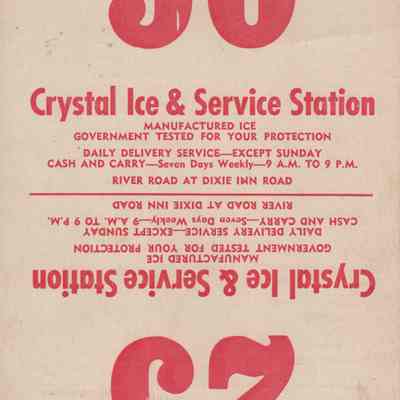 Crystal Ice & Service Station
MANUFACTURED ICE
GOVERNMENT TESTED FOR YOUR PROTECTION
DAILY DELIVERY SERVICE—EXCEPT SUNDAY
CASH AND CARRY—Seven Days Weekly—9 A.M. TO 9 P.M.
RIVER ROAD AT DIXIE INN ROAD
Crystal Ice & Service Station
MANUFACTURED ICE
GOVERNMENT TESTED FOR YOUR PROTECTION
DAILY DELIVERY SERVICE—EXCEPT SUNDAY
CASH AND CARRY—Seven Days Weekly—9 A.M. TO 9 P.M.
RIVER ROAD AT DIXIE INN ROAD